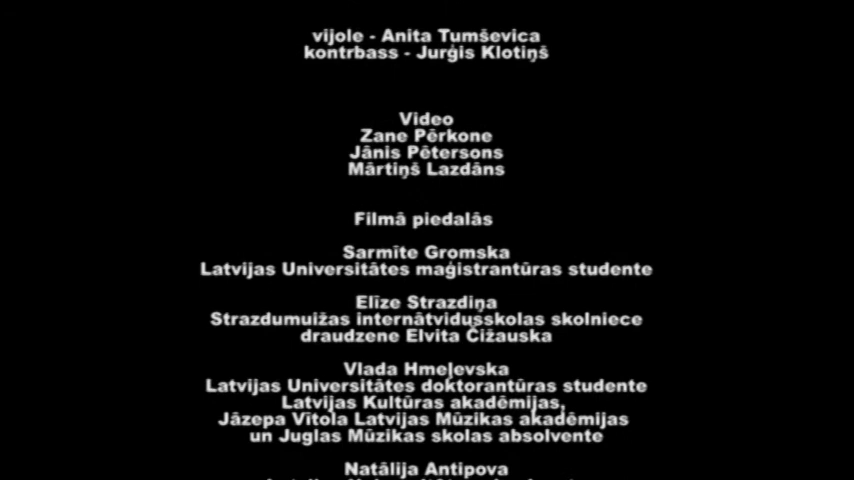 vijole - Anita Tumševica
kontrbass - Jurģis Klotiņš
Video
Zane Pērkone
Jānis Pētersons
Mārtiņš Lazdāns
Filmā piedalās
Sarmīte Gromska
Latvijas Universitātes maģistrantūras studente
Elīze Strazdiņa
Strazdumuižas internātvidusskolas skolniece
draudzene Elvita Čižauska
Vlada Hmeļevska
Latvijas Universitātes doktorantūras studente
Latvijas Kultūras akadēmijas,
Jāzepa Vītola Latvijas Mūzikas akadēmijas
un Juglas Mūzikas skolas absolvente
Natālija Antipova